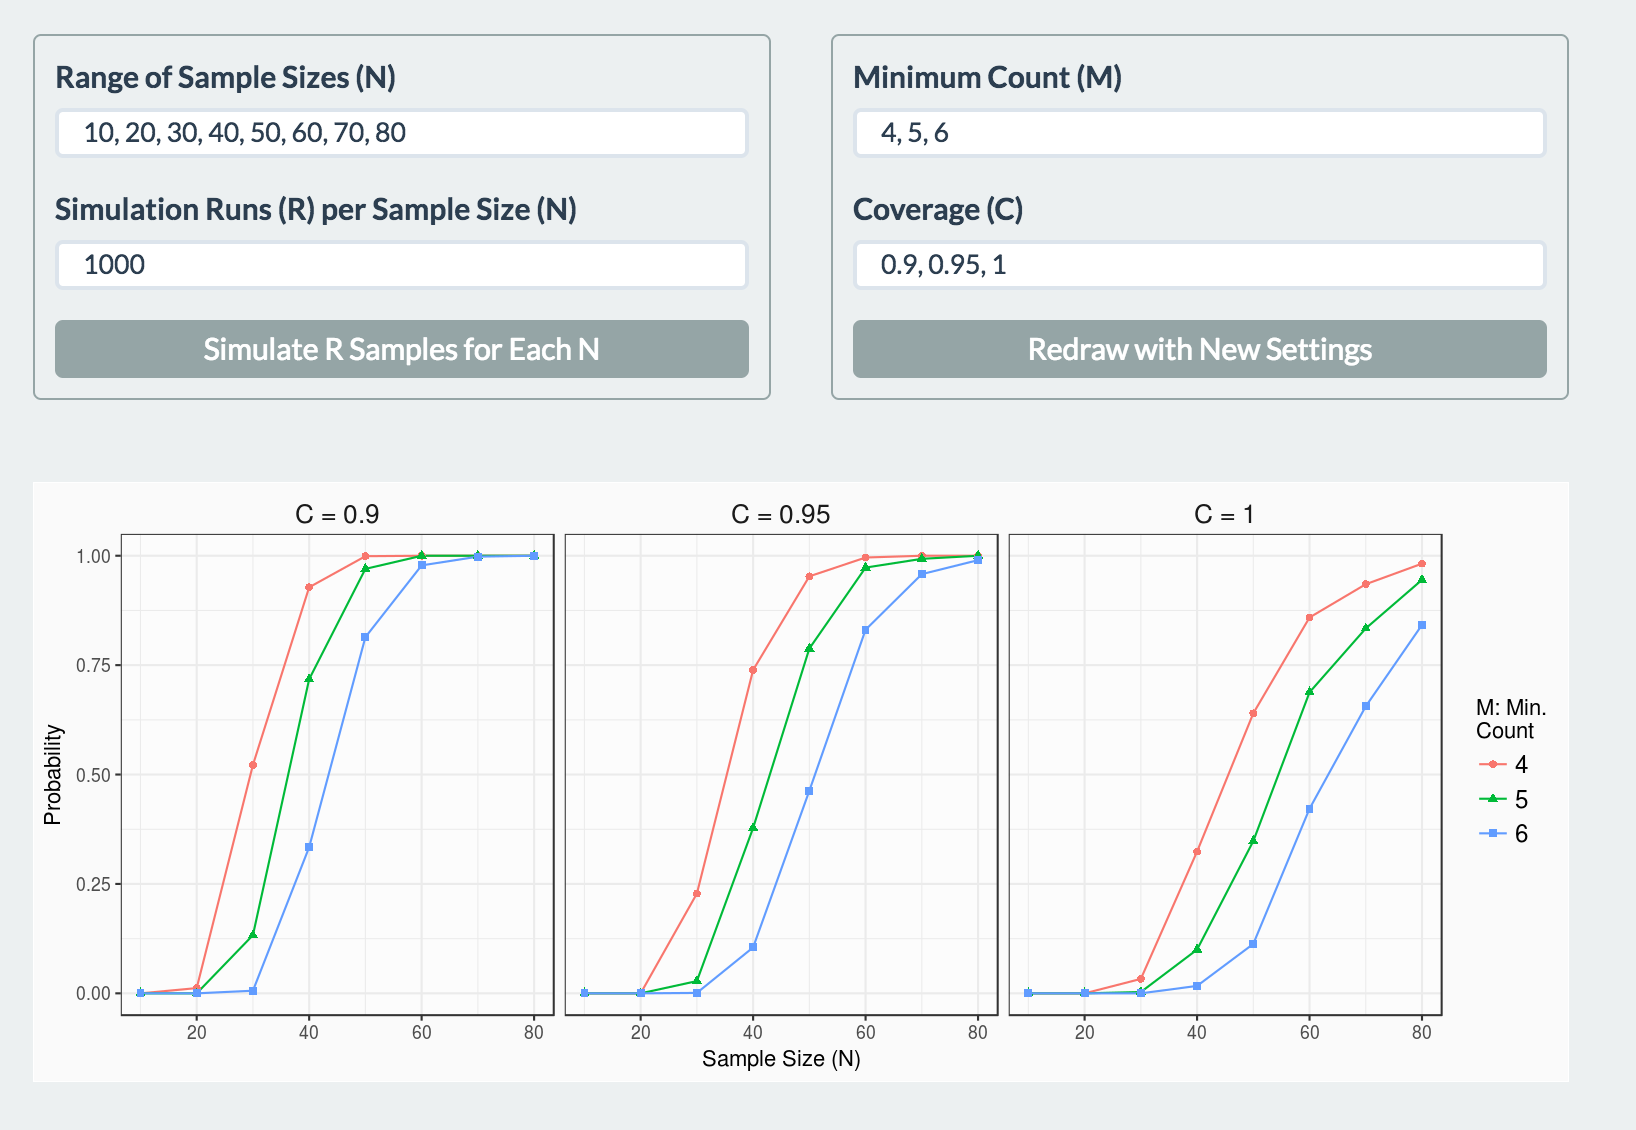 Range of Sample Sizes (N)
10, 20, 30, 40, 50, 60, 70, 80
Simulation Runs (R) per Sample Size (N)
1000
Simulate R Samples for Each N
Minimum Count (M)
4, 5, 6
Coverage (C)
0.9, 0.95, 1
Redraw with New Settings
C = 0.9
C = 0.95
C = 1
Probability
1.00
0.75
0.50
0.25
0.00
20 40 60 80
20 40 60 80
20 40 60 80
Sample Size (N)
M: Min.
Count
4
5
6